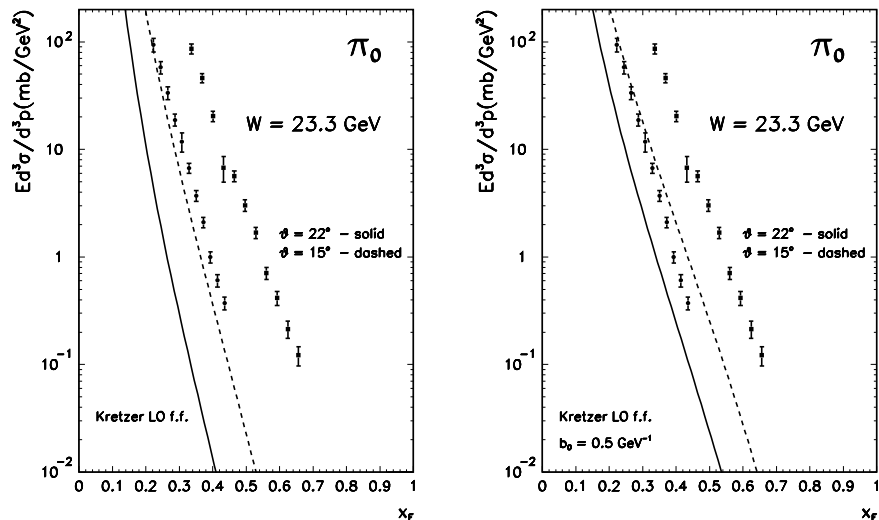 Ed³σ/d³p(mb/GeV²)
10²
10
1
10⁻¹
10⁻²
π₀
W = 23.3 GeV
ϑ = 22° – solid
ϑ = 15° – dashed
Kretzer LO f.f.
0 0.1 0.2 0.3 0.4 0.5 0.6 0.7 0.8 0.9 1
x_F
Ed³σ/d³p(mb/GeV²)
10²
10
1
10⁻¹
10⁻²
π₀
W = 23.3 GeV
ϑ = 22° – solid
ϑ = 15° – dashed
Kretzer LO f.f.
b₀ = 0.5 GeV⁻¹
0 0.1 0.2 0.3 0.4 0.5 0.6 0.7 0.8 0.9 1
x_F